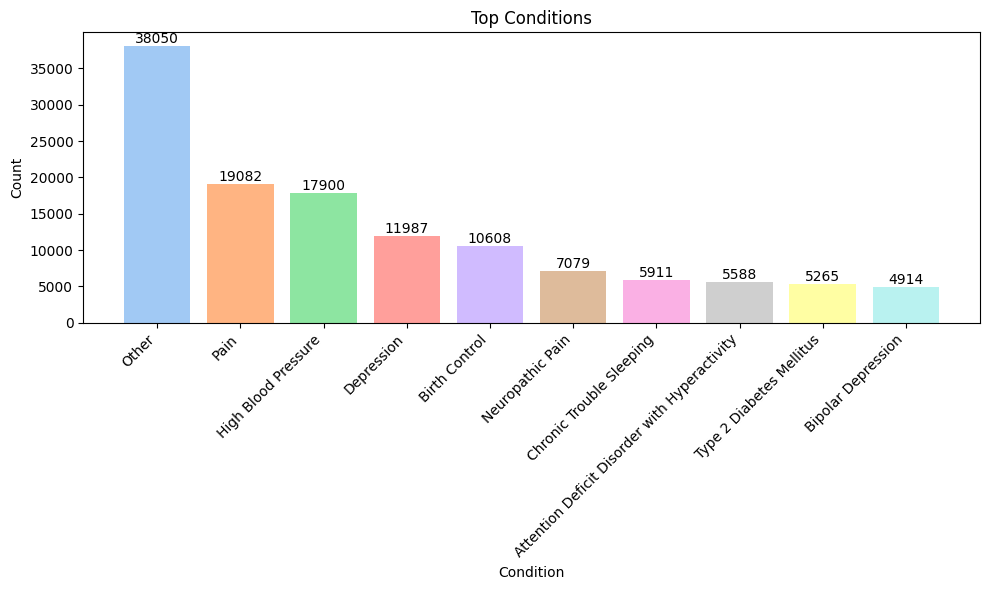 Top Conditions
Count
35000
30000
25000
20000
15000
10000
5000
0
38050
19082
17900
11987
10608
7079
5911
5588
5265
4914
Other
Pain
High Blood Pressure
Depression
Birth Control
Neuropathic Pain
Chronic Trouble Sleeping
Attention Deficit Disorder with Hyperactivity
Type 2 Diabetes Mellitus
Bipolar Depression
Condition